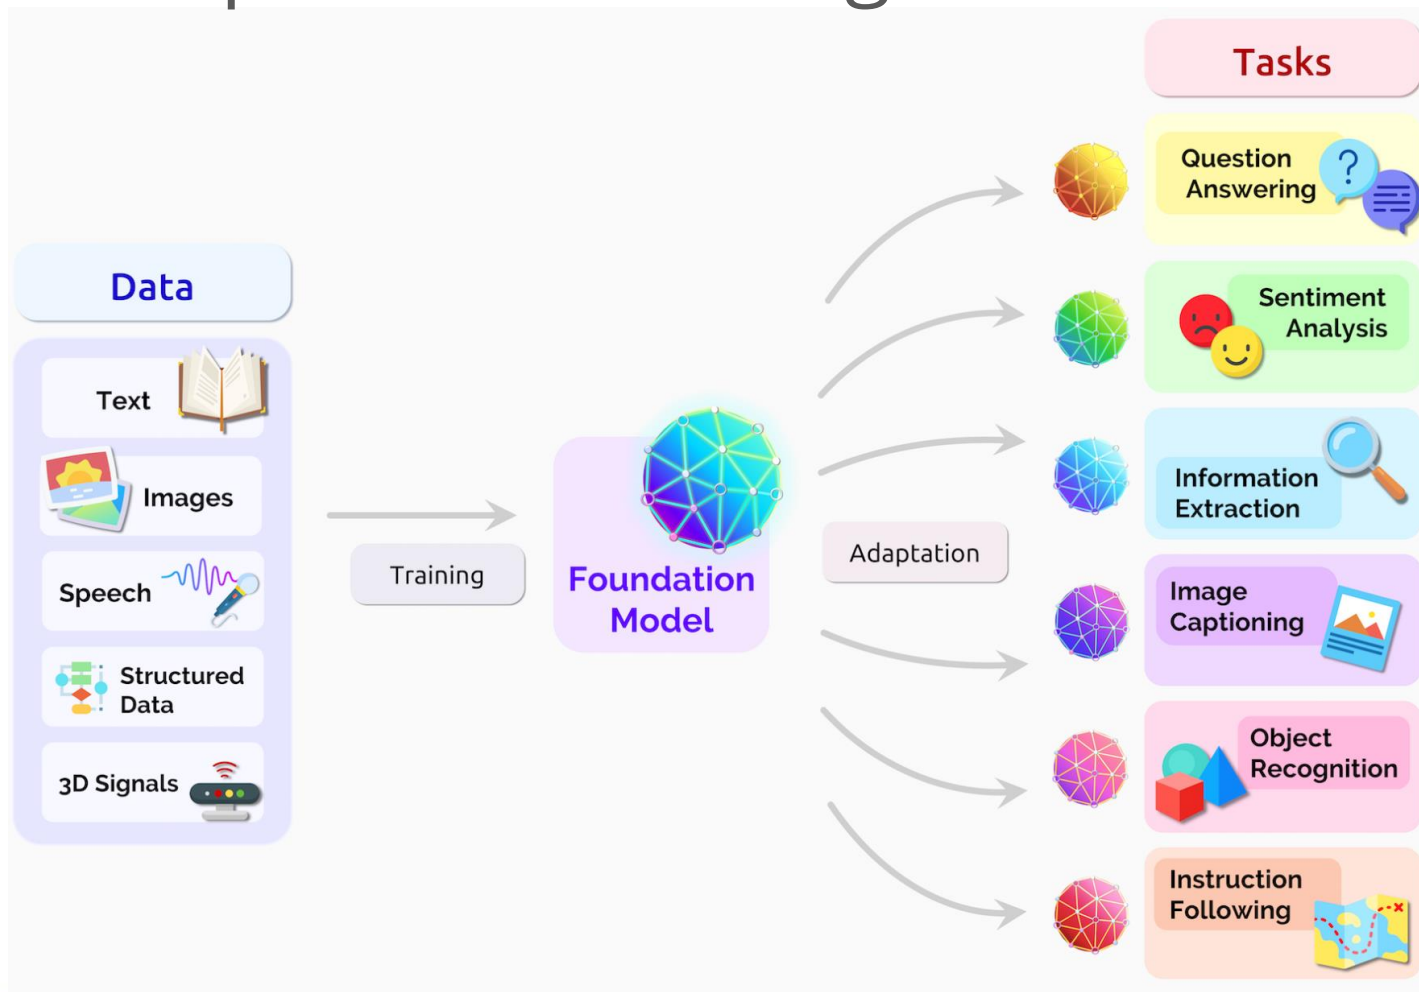 Data
Text
Images
Speech
Structured
Data
3D Signals
Training
Foundation
Model
Adaptation
Tasks
Question
Answering
?
Sentiment
Analysis
Information
Extraction
Image
Captioning
Object
Recognition
Instruction
Following